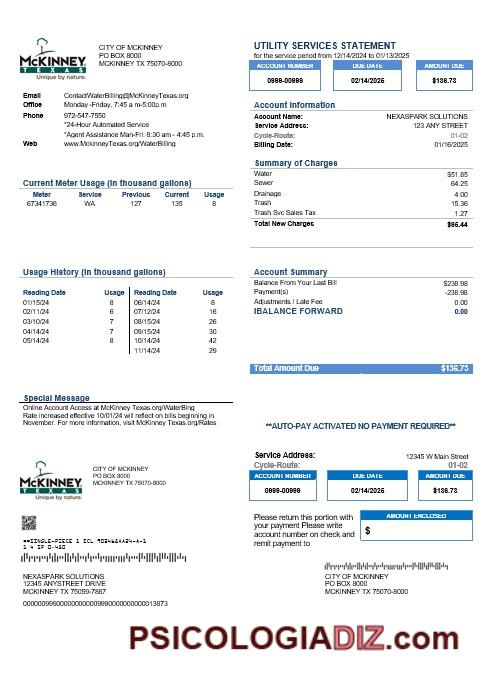 McKINNEY
TEXAS
Unique by nature.
CITY OF MCKINNEY
PO BOX 8000
MCKINNEY TX 75070-8000
Email ContactWaterBilling@McKinneyTexas.org
Office Monday -Friday, 7:45 a m-5:00p.m
Phone 972-547-7550
*24-Hour Automated Service
*Agent Assistance Man-Fri. 8:30 am - 4:45 p.m.
Web www.MckinneyTexas.org/WaterBilling
UTILITY SERVICES STATEMENT
for the service period from 12/14/2024 to 01/13/2025
ACCOUNT NUMBER DUE DATE AMOUNT DUE
0999-00999 02/14/2025 $136.73
Account Information
Account Name: NEXASPARK SOLUTIONS
Service Address: 123 ANY STREET
Cycle-Route: 01-02
Billing Date: 01/16/2025
Current Meter Usage (In thousand gallons)
Meter Service Previous Current Usage
67341736 WA 127 135 8
Summary of Charges
Water $51.85
Sewer 64.25
Drainage 4.00
Trash 15.36
Trash Svc Sales Tax 1.27
Total New Charges $96.44
Usage History (In thousand gallons)
Reading Date Usage Reading Date Usage
01/15/24 8 06/14/24 8
02/11/24 6 08/12/24 16
03/10/24 7 08/11/24 26
04/14/24 7 09/15/24 30
05/14/24 8 10/14/24 42
11/14/24 29
Account Summary
Balance From Your Last Bill $238.98
Payment(s) -238.98
Adjustments / Late Fee 0.00
IBALANCE FORWARD 0.00
Total Amount Due $136.73
Special Message
Online Account Access at McKinney Texas.org/WaterBing
Rate increased effective 10/01/24 will reflect on bills beginning in
November. For more information, visit McKinneyTexas.org/Rates
**AUTO-PAY ACTIVATED NO PAYMENT REQUIRED**
McKINNEY
TEXAS
Unique by nature.
CITY OF MCKINNEY
PO BOX 8000
MCKINNEY TX 75070-8000
Service Address: 12345 W Main Street
Cycle-Route: 01-02
ACCOUNT NUMBER DUE DATE AMOUNT DUE
0999-00999 02/14/2025 $136.73
Please return this portion with
your payment Please write
account number on check and
remit payment to
AMOUNT ENCLOSED
$
NEXASPARK SOLUTIONS
12345 ANYSTREET DRIVE
MCKINNEY TX 75059-7887
CITY OF MCKINNEY
PO BOX 8000
MCKINNEY TX 75070-8000
PSICOLOGIADIZ.com